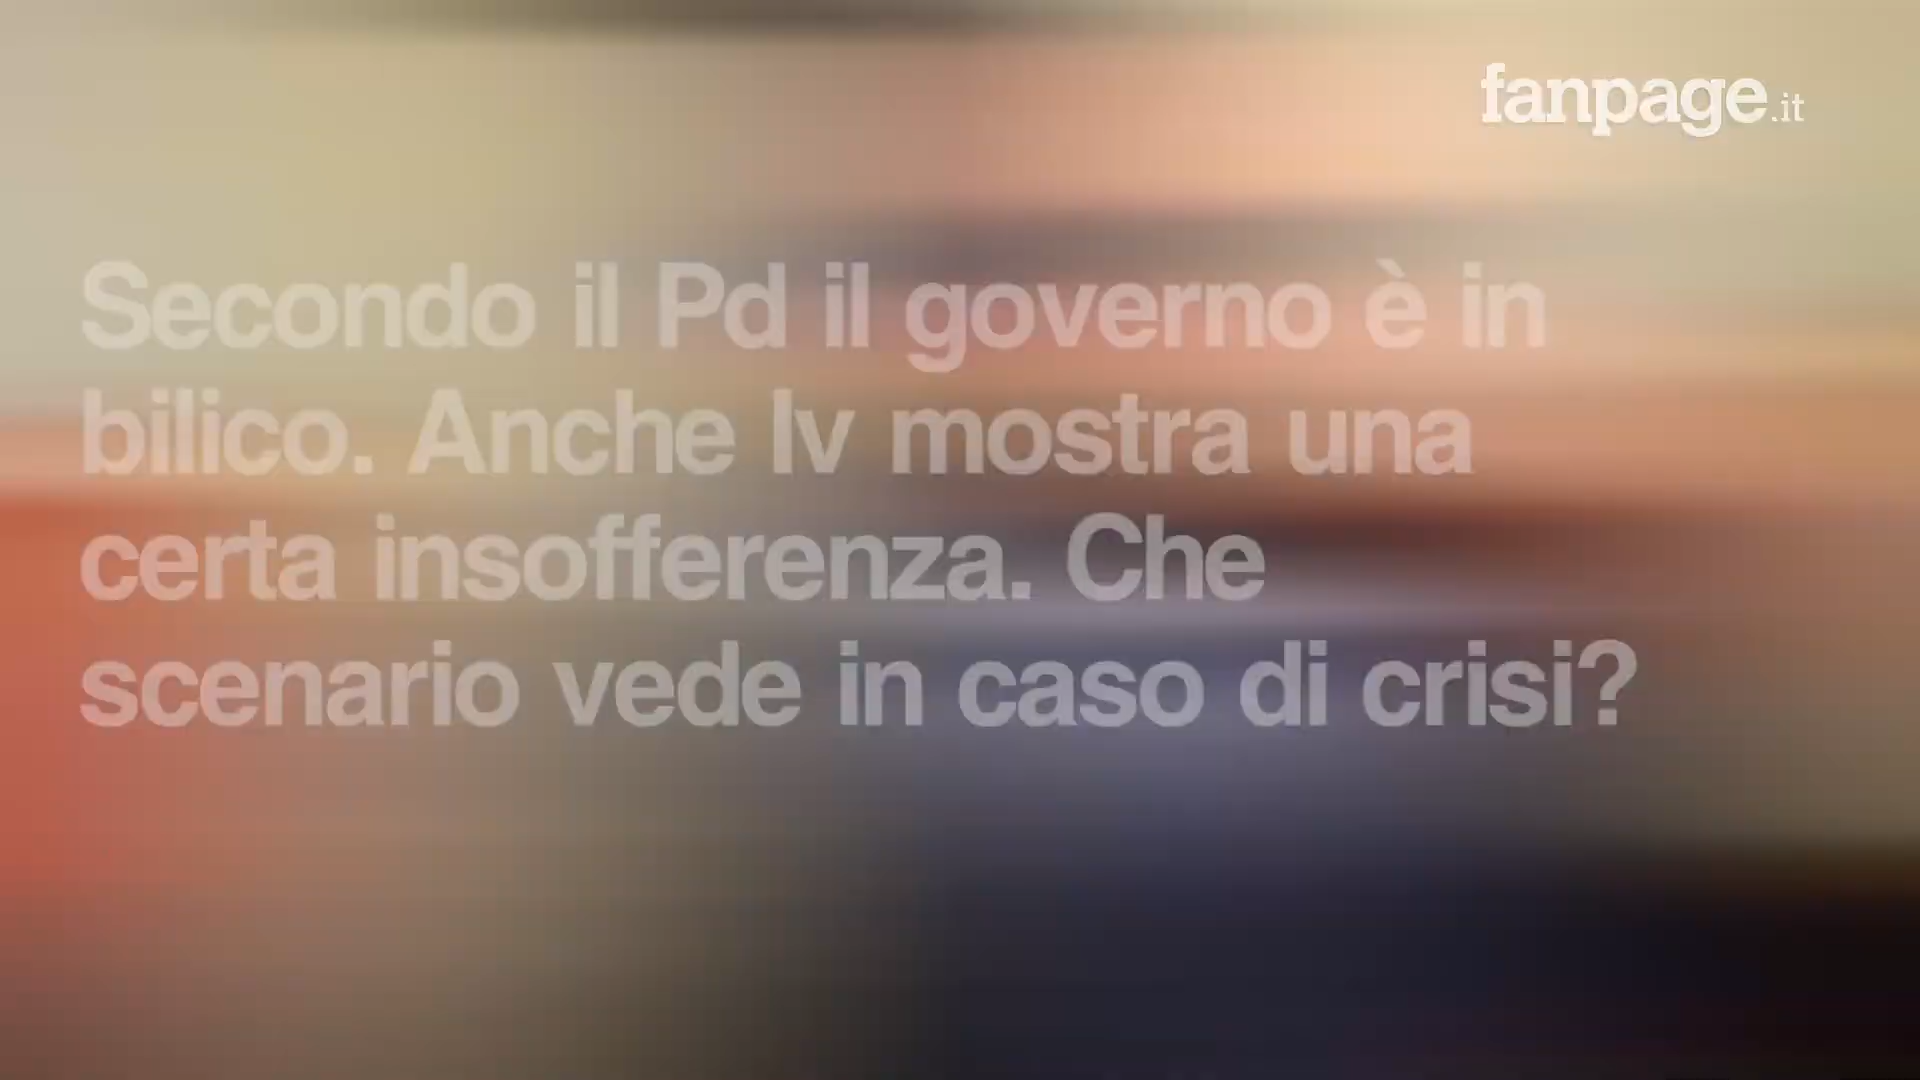 fanpage.it
Secondo il Pd il governo è in
bilico. Anche Iv mostra una
certa insofferenza. Che
scenario vede in caso di crisi?